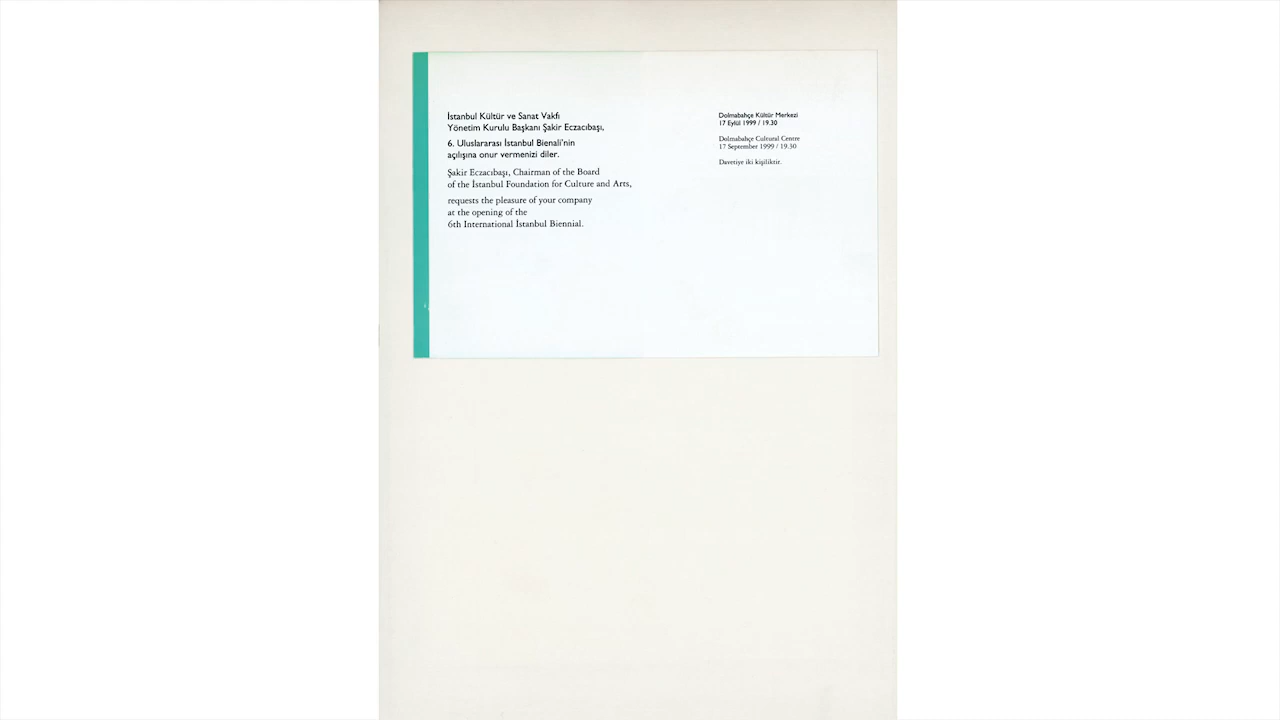 İstanbul Kültür ve Sanat Vakfı
Yönetim Kurulu Başkanı Şakir Eczacıbaşı,
6. Uluslararası İstanbul Bienali'nin
açılışına onur vermenizi diler.
Şakir Eczacıbaşı, Chairman of the Board
of the İstanbul Foundation for Culture and Arts,
requests the pleasure of your company
at the opening of the
6th International İstanbul Biennial.
Dolmabahçe Kültür Merkezi
17 Eylül 1999 / 19.30
Dolmabahçe Cultural Centre
17 September 1999 / 19.30
Davetiye iki kişiliktir.